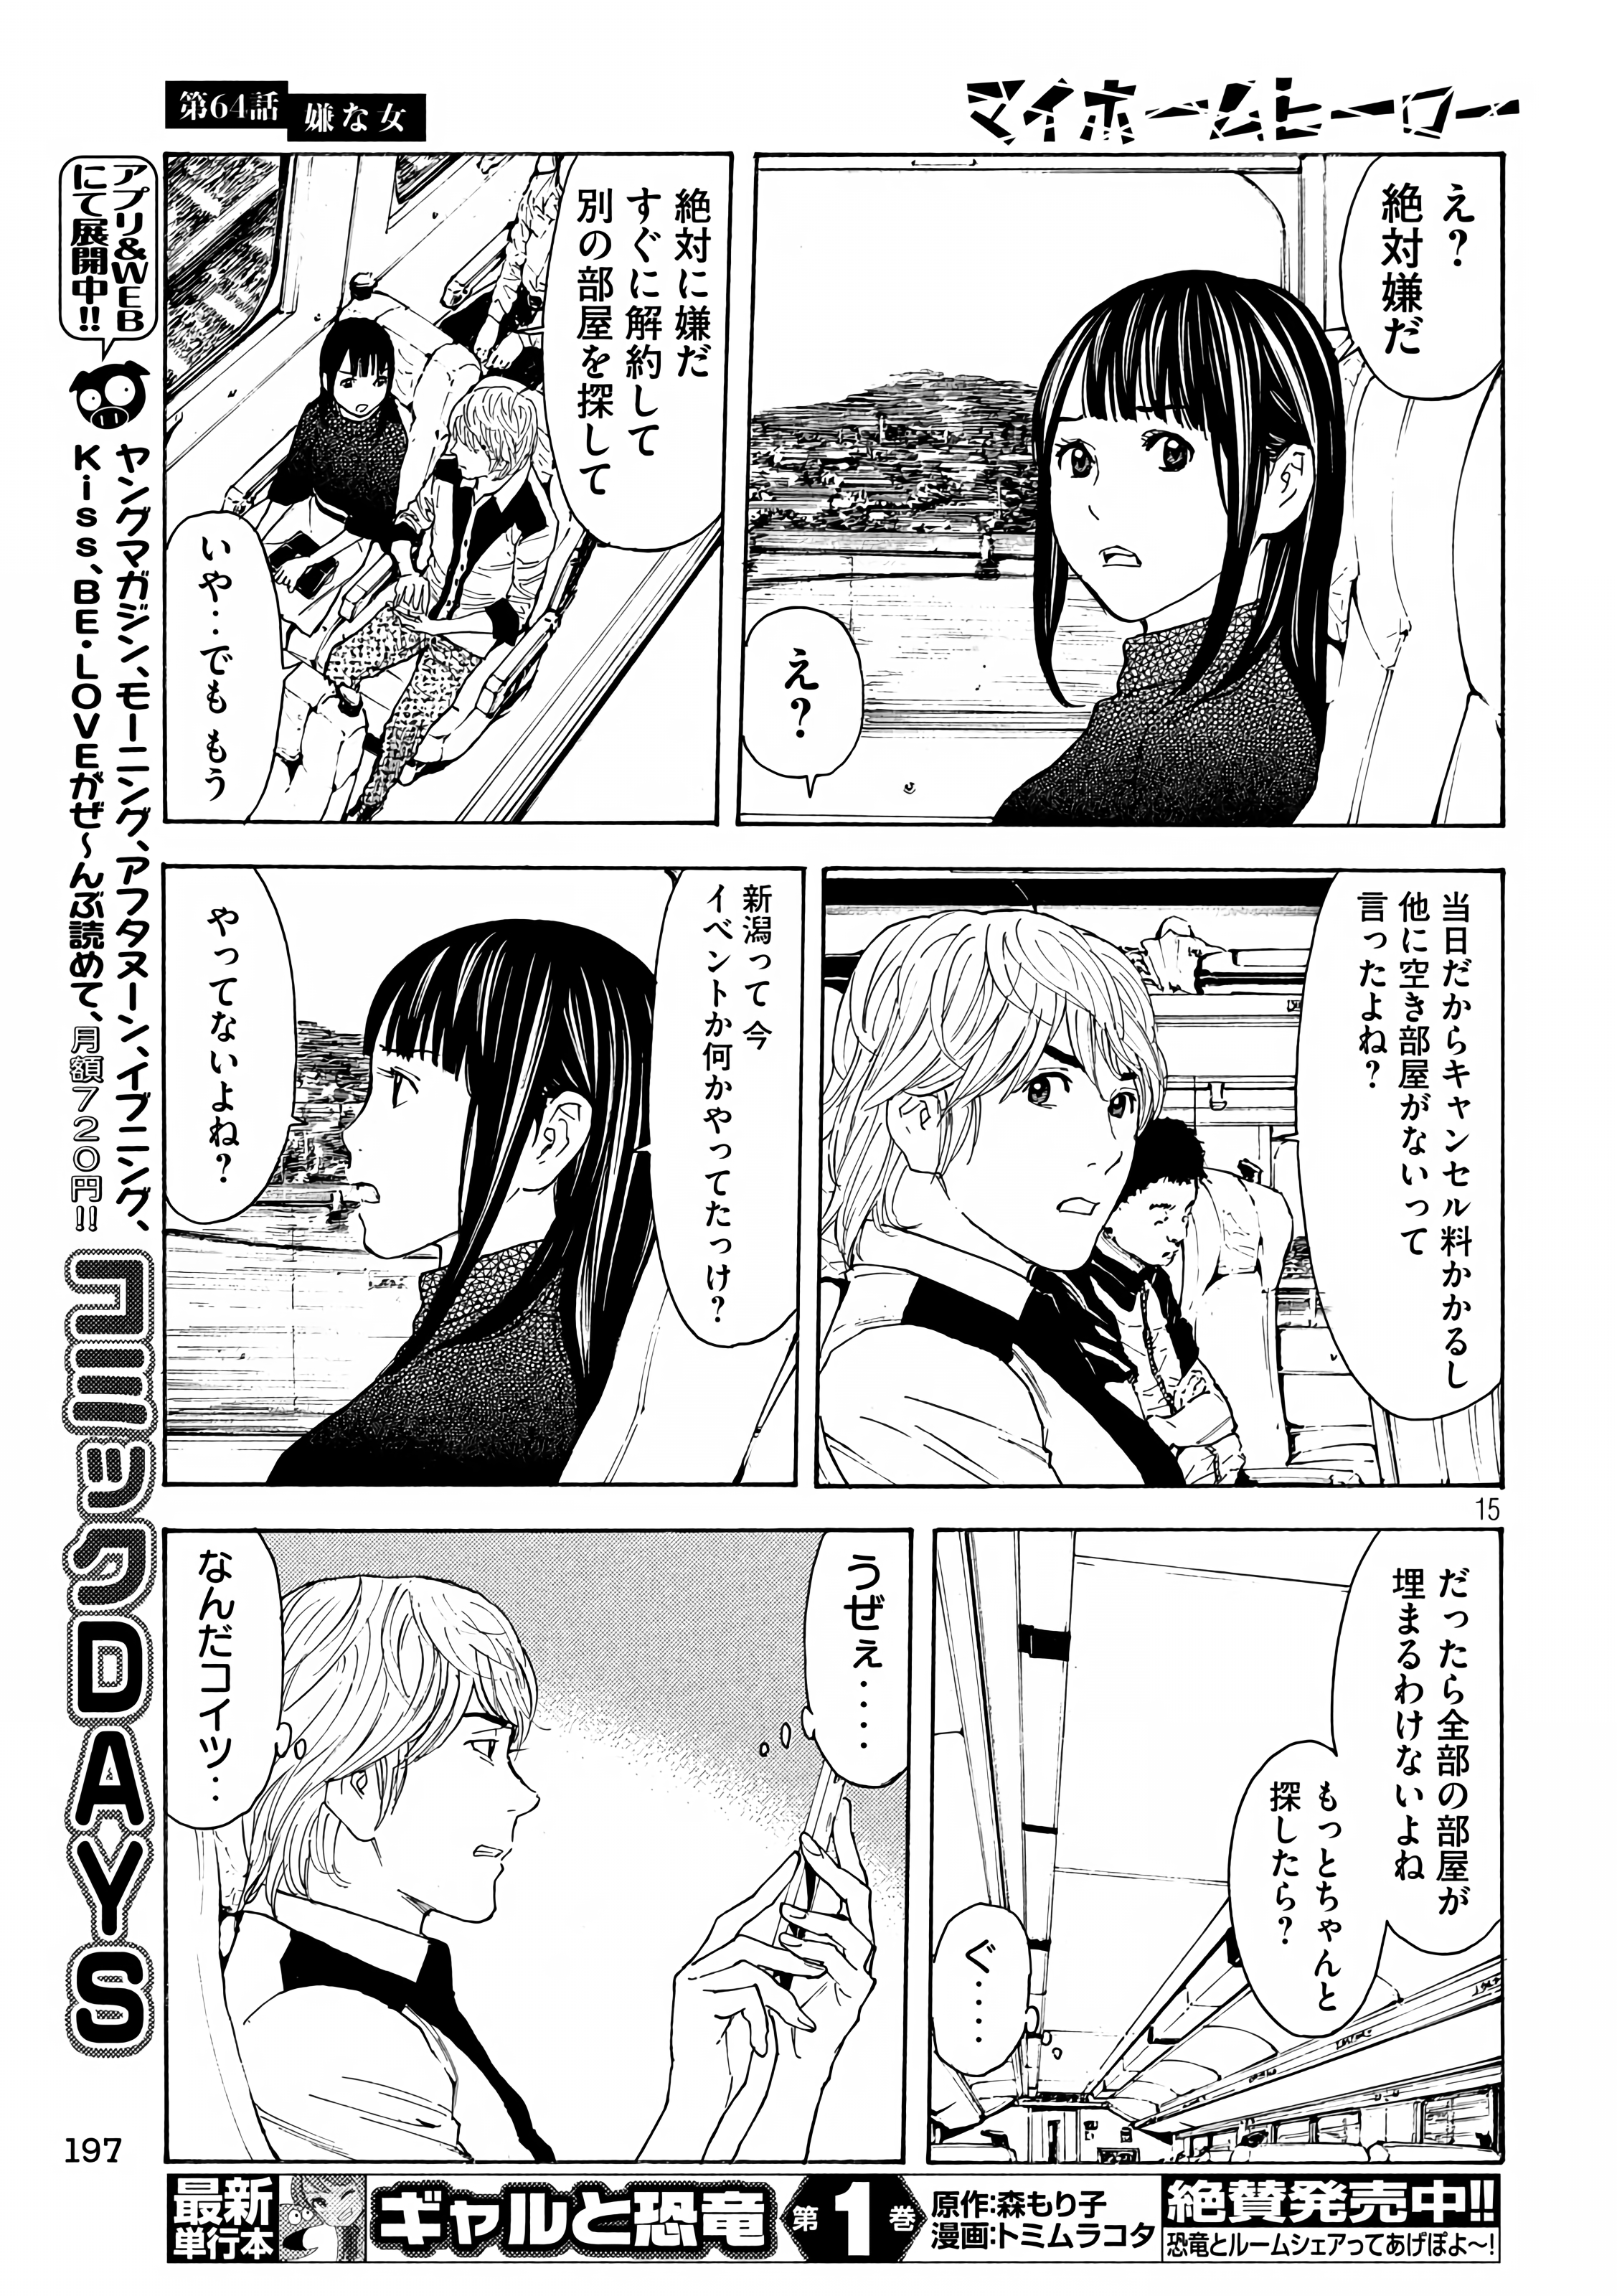 マイホームヒーロー
第64話
嫌な女
え?
絶対嫌だ
え?
絶対に嫌だ
すぐに解約して
別の部屋を探して
いや‥でも もう
当日だからキャンセル料かかるし
他に空き部屋がないって
言ったよね?
新潟って 今
イベントか何かやってたっけ?
やってないよね?
15
だったら全部の部屋が
埋まるわけないよね
もっとちゃんと
探したら?
ぐ‥‥‥
うぜぇ‥‥
なんだコイツ‥
アプリ&WEB
にて展開中!!
ヤングマガジン、モーニング、アフタヌーン、イブニング、
Kiss、BE・LOVEがぜ〜んぶ読めて、月額720円!!
コミックDAYS
197
最新
単行本
ギャルと恐竜
第1巻
原作:森もり子
漫画:トミムラコタ
絶賛発売中!!
恐竜とルームシェアってあげぽよ〜!